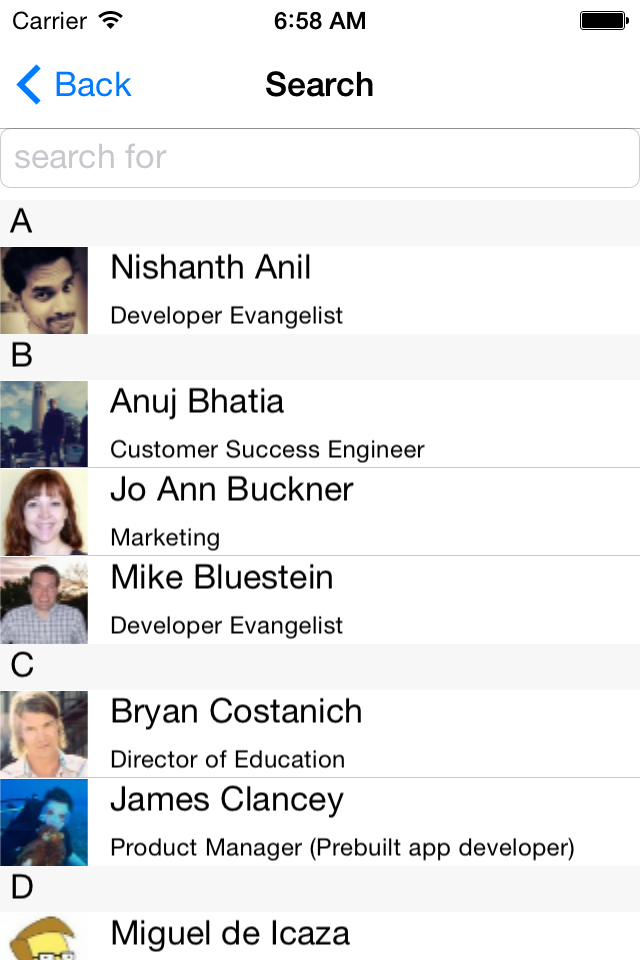 Carrier 6:58 AM
Back Search
search for
A
Nishanth Anil
Developer Evangelist
B
Anuj Bhatia
Customer Success Engineer
Jo Ann Buckner
Marketing
Mike Bluestein
Developer Evangelist
C
Bryan Costanich
Director of Education
James Clancey
Product Manager (Prebuilt app developer)
D
Miguel de Icaza